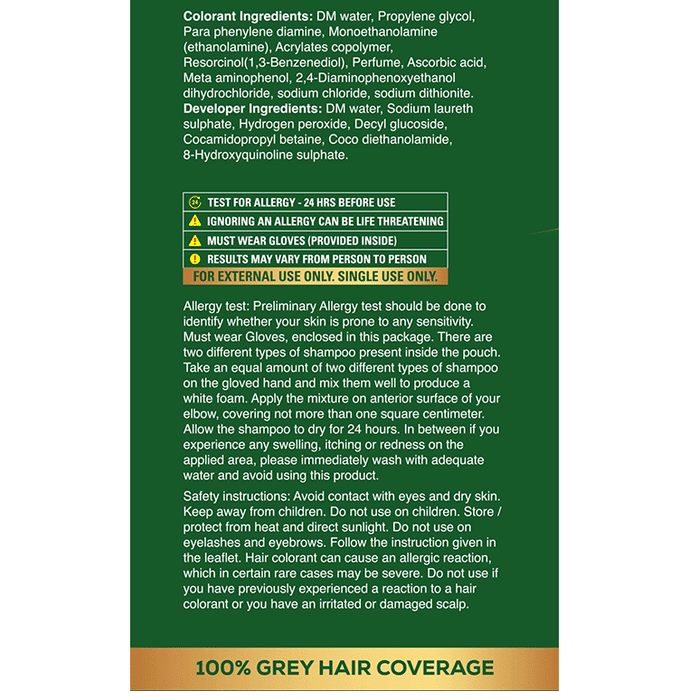 Colorant Ingredients: DM water, Propylene glycol,
Para phenylene diamine, Monoethanolamine
(ethanolamine), Acrylates copolymer,
Resorcinol(1,3-Benzenediol), Perfume, Ascorbic acid,
Meta aminophenol, 2,4-Diaminophenoxyethanol
dihydrochloride, sodium chloride, sodium dithionite.
Developer Ingredients: DM water, Sodium laureth
sulphate, Hydrogen peroxide, Decyl glucoside,
Cocamidopropyl betaine, Coco diethanolamide,
8-Hydroxyquinoline sulphate.
24 TEST FOR ALLERGY - 24 HRS BEFORE USE
IGNORING AN ALLERGY CAN BE LIFE THREATENING
MUST WEAR GLOVES (PROVIDED INSIDE)
RESULTS MAY VARY FROM PERSON TO PERSON
FOR EXTERNAL USE ONLY. SINGLE USE ONLY.
Allergy test: Preliminary Allergy test should be done to
identify whether your skin is prone to any sensitivity.
Must wear Gloves, enclosed in this package. There are
two different types of shampoo present inside the pouch.
Take an equal amount of two different types of shampoo
on the gloved hand and mix them well to produce a
white foam. Apply the mixture on anterior surface of your
elbow, covering not more than one square centimeter.
Allow the shampoo to dry for 24 hours. In between if you
experience any swelling, itching or redness on the
applied area, please immediately wash with adequate
water and avoid using this product.
Safety instructions: Avoid contact with eyes and dry skin.
Keep away from children. Do not use on children. Store /
protect from heat and direct sunlight. Do not use on
eyelashes and eyebrows. Follow the instruction given in
the leaflet. Hair colorant can cause an allergic reaction,
which in certain rare cases may be severe. Do not use if
you have previously experienced a reaction to a hair
colorant or you have an irritated or damaged scalp.
100% GREY HAIR COVERAGE